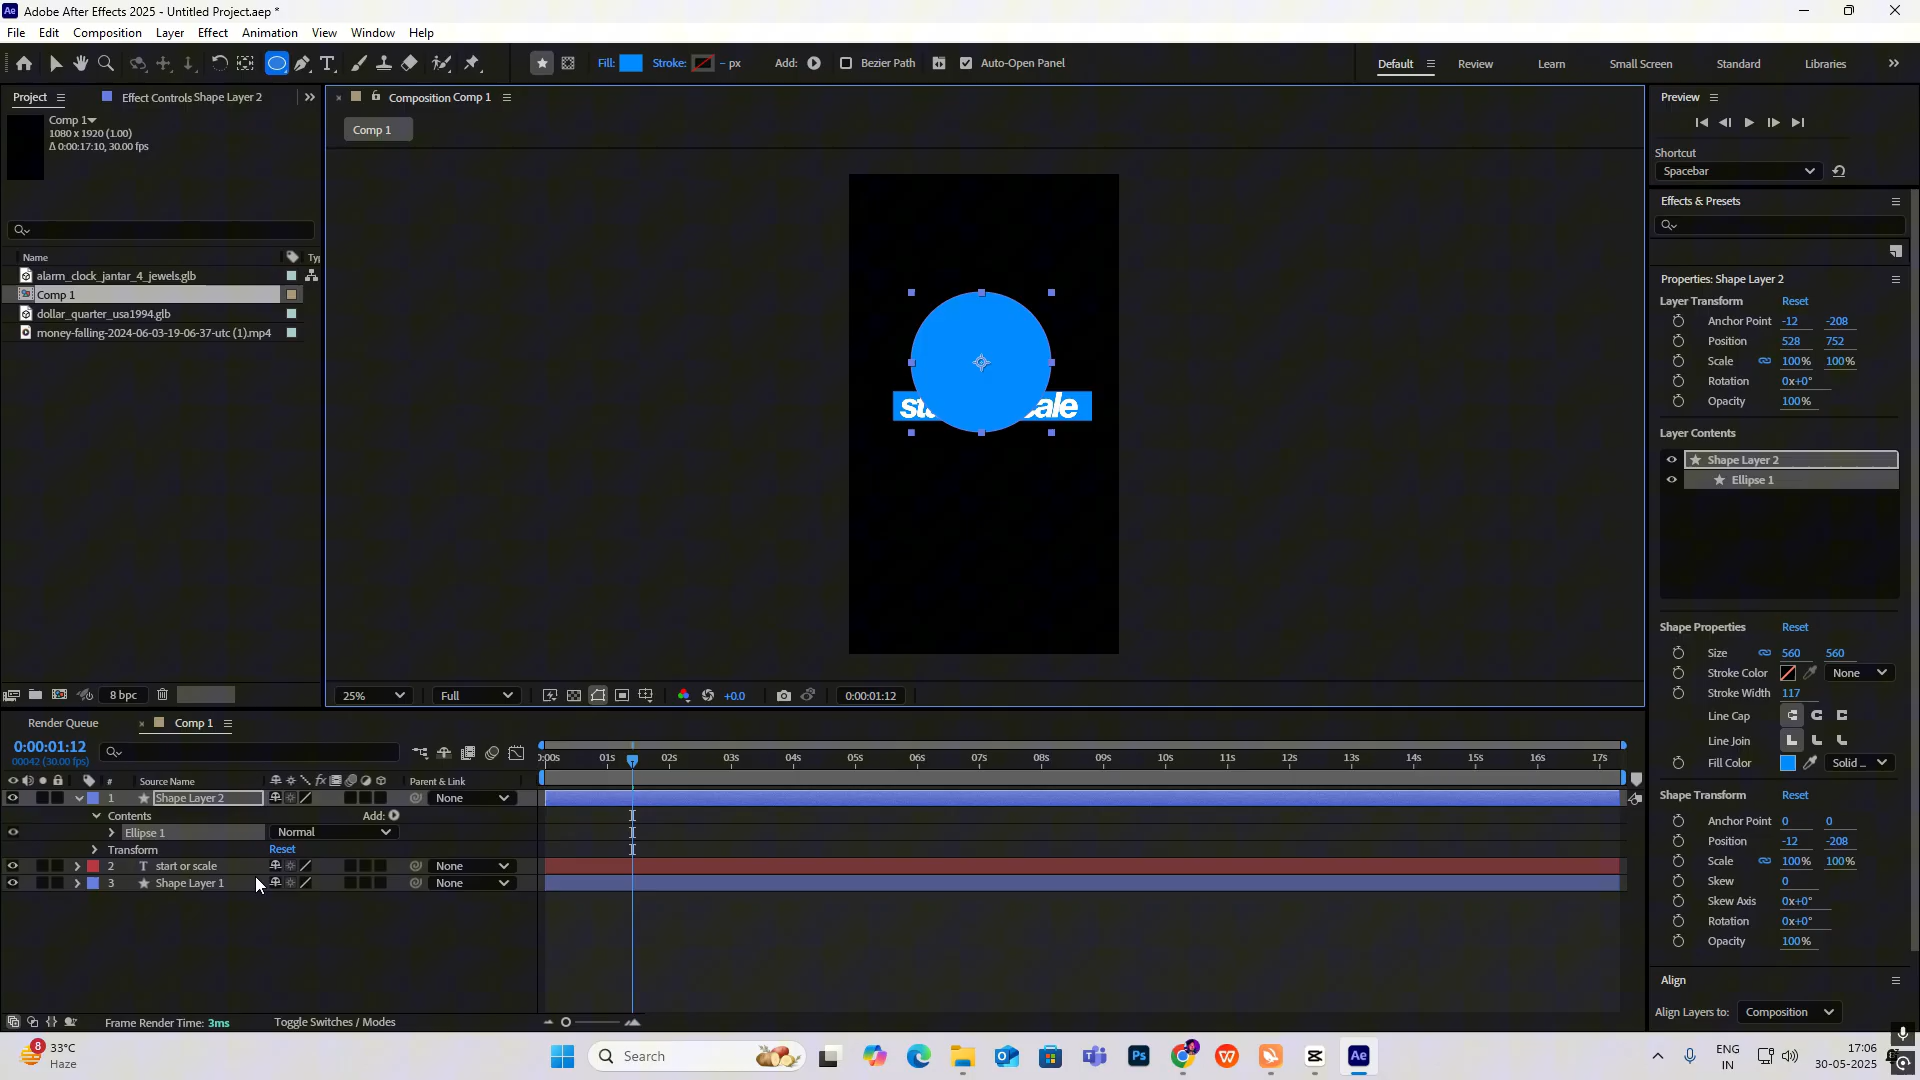 Adobe After Effects 2025 - Untitled Project.aep *
File Edit Composition Layer Effect Animation View Window Help
Fill: Stroke: - px Add: Bezier Path Auto-Open Panel Default Review Learn Small Screen Standard Libraries
Project Effect Controls Shape Layer 2 Composition Comp 1 Preview
Comp 1
1080 x 1920 (1.00)
Δ 0:00:17:10, 30.00 fps
Comp 1
Shortcut
Spacebar
Effects & Presets
Name Typ
alarm_clock_jantar_4_jewels.glb
Comp 1
dollar_quarter_usa1994.glb
money-falling-2024-06-03-19-06-37-utc (1).mp4
Properties: Shape Layer 2
Layer Transform Reset
Anchor Point -12 -208
Position 528 752
Scale 100% 100%
Rotation 0x+0°
Opacity 100%
Layer Contents
Shape Layer 2
Ellipse 1
Shape Properties Reset
Size 560 560
Stroke Color None
Stroke Width 117
Line Cap
Line Join
Fill Color Solid ...
Shape Transform Reset
Anchor Point 0 0
Position -12 -208
Scale 100% 100%
Skew 0
Skew Axis 0x+0°
Rotation 0x+0°
Opacity 100%
Align
Align Layers to: Composition
8 bpc
25% Full +0.0 0:00:01:12
Render Queue Comp 1
0:00:01:12
00042 (30.00 fps)
:00s 01s 02s 03s 04s 05s 06s 07s 08s 09s 10s 11s 12s 13s 14s 15s 16s 17s
# Source Name fx Parent & Link
1 Shape Layer 2 None
Contents Add:
Ellipse 1 Normal
Transform Reset
2 T start or scale None
3 Shape Layer 1 None
Frame Render Time: 3ms Toggle Switches / Modes
8
33°C
Haze
Search
Ps
Ae
ENG
IN
17:06
30-05-2025